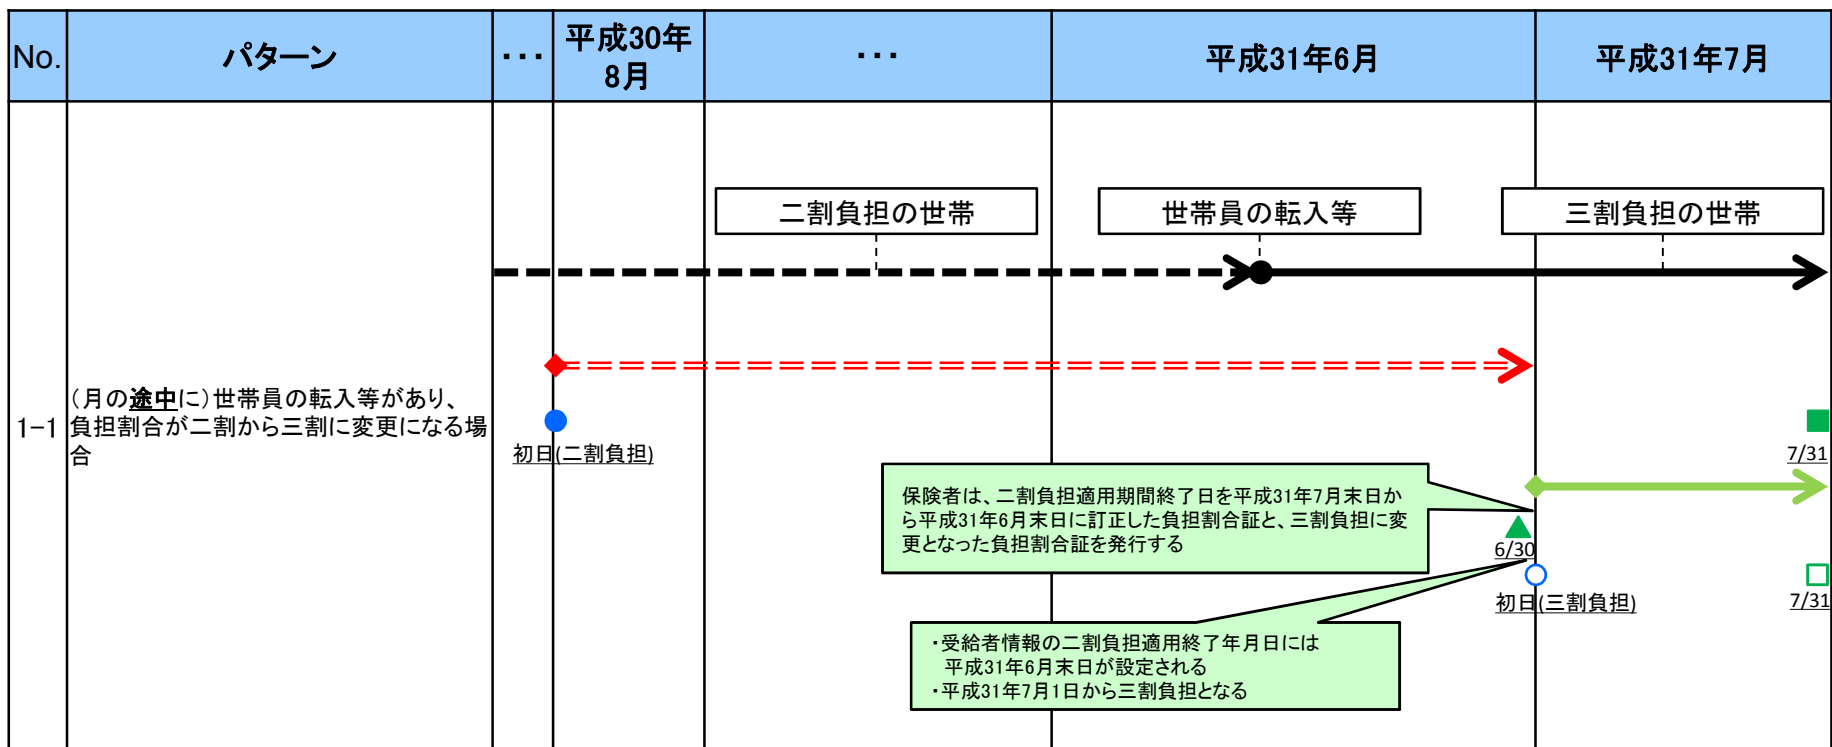 No.
パターン
・・・
平成30年
8月
・・・
平成31年6月
平成31年7月
二割負担の世帯
世帯員の転入等
三割負担の世帯
1-1
（月の途中に）世帯員の転入等があり、
負担割合が二割から三割に変更になる場
合
初日(二割負担)
7/31
保険者は、二割負担適用期間終了日を平成31年7月末日か
ら平成31年6月末日に訂正した負担割合証と、三割負担に変
更となった負担割合証を発行する
6/30
初日(三割負担)
7/31
・受給者情報の二割負担適用終了年月日には
平成31年6月末日が設定される
・平成31年7月1日から三割負担となる